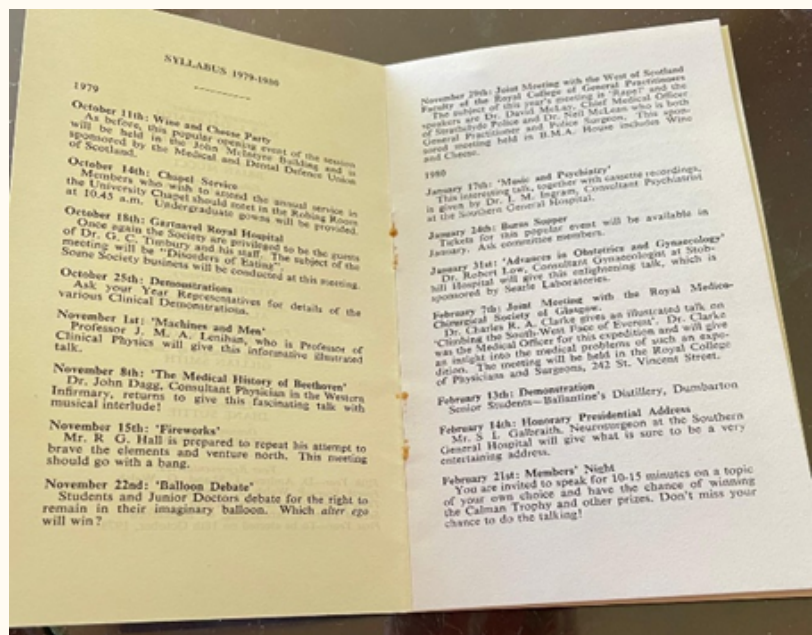 SYLLABUS 1979-1980
1979
October 11th: Wine and Cheese Party
As before, this popular opening event of the session
will be held in the John McIntyre Building and is
sponsored by the Medical and Dental Defence Union
of Scotland.
October 14th: Chapel Service
Members who wish to attend the annual service in
the University Chapel should meet in the Robing Room
at 10.45 a.m. Undergraduate gowns will be provided.
October 18th: Gartnavel Royal Hospital
Once again the Society are privileged to be the guests
of Dr. G. C. Timbury and his staff. The subject of the
meeting will be "Disorders of Eating".
Some Society business will be conducted at this meeting.
October 25th: Demonstrations
Ask your Year Representatives for details of the
various Clinical Demonstrations.
November 1st: 'Machines and Men'
Professor J. M. A. Lenihan, who is Professor of
Clinical Physics will give this informative illustrated
talk.
November 8th: 'The Medical History of Beethoven'
Dr. John Dagg, Consultant Physician in the Western
Infirmary, returns to give this fascinating talk with
musical interlude!
November 15th: 'Fireworks'
Mr. R G. Hall is prepared to repeat his attempt to
brave the elements and venture north. This meeting
should go with a bang.
November 22nd: 'Balloon Debate'
Students and Junior Doctors debate for the right to
remain in their imaginary balloon. Which alter ego
will win?
November 29th: Joint Meeting with the West of Scotland
Faculty of the Royal College of General Practitioners
The subject of this year's meeting is 'Rape?' and the
speakers are Dr. David McLay, Chief Medical Officer
of Strathclyde Police and Dr. Neil McLean who is both
General Practitioner and Police Surgeon. This spon-
sored meeting held in B.M.A. House includes Wine
and Cheese.
1980
January 17th: 'Music and Psychiatry'
This interesting talk, together with cassette recordings,
is given by Dr. I. M. Ingram, Consultant Psychiatrist
at the Southern General Hospital.
January 24th: Burns Supper
Tickets for this popular event will be available in
January. Ask committee members.
January 31st: 'Advances in Obstetrics and Gynaecology'
Dr. Robert Low, Consultant Gynaecologist at Stob-
hill Hospital will give this enlightening talk, which is
sponsored by Searle Laboratories.
February 7th: Joint Meeting with the Royal Medico-
Chirurgical Society of Glasgow.
Dr. Charles R. A. Clarke gives an illustrated talk on
'Climbing the South-West Face of Everest'. Dr. Clarke
was the Medical Officer for this expedition and will give
an insight into the medical problems of such an expe-
dition. The meeting will be held in the Royal College
of Physicians and Surgeons, 242 St. Vincent Street.
February 13th: Demonstration
Senior Students—Ballantine's Distillery, Dumbarton
February 14th: Honorary Presidential Address
Mr. S L. Galbraith, Neurosurgeon at the Southern
General Hospital will give what is sure to be a very
entertaining address.
February 21st: Members' Night
You are invited to speak for 10-15 minutes on a topic
of your own choice and have the chance of winning
the Calman Trophy and other prizes. Don't miss your
chance to do the talking!